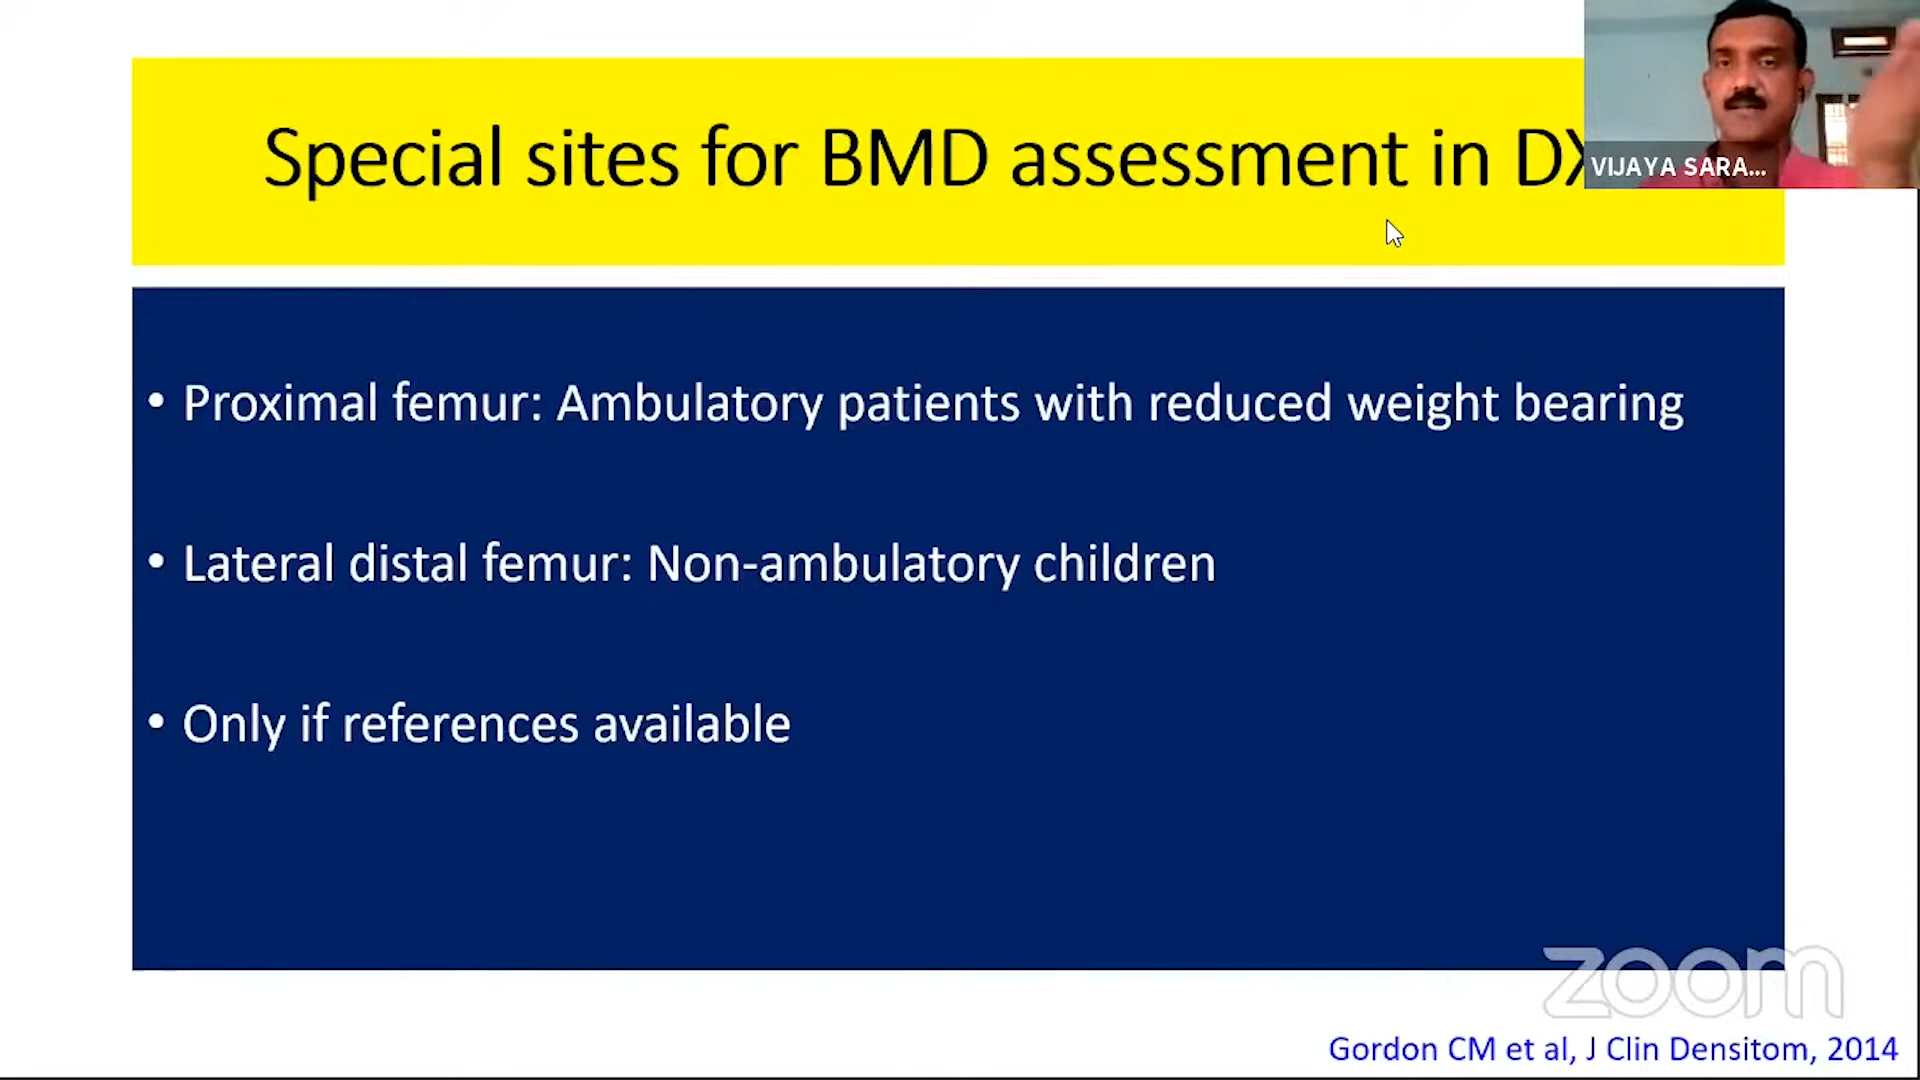 Special sites for BMD assessment in DX
VIJAYA SARA...
• Proximal femur: Ambulatory patients with reduced weight bearing
• Lateral distal femur: Non-ambulatory children
• Only if references available
zoom
Gordon CM et al, J Clin Densitom, 2014